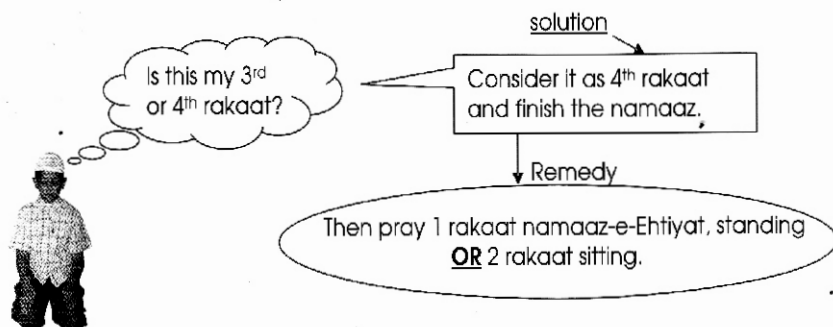 solution
Is this my 3rd
or 4th rakaat?
Consider it as 4th rakaat
and finish the namaaz.
Remedy
Then pray 1 rakaat namaaz-e-Ehtiyat, standing
OR 2 rakaat sitting.